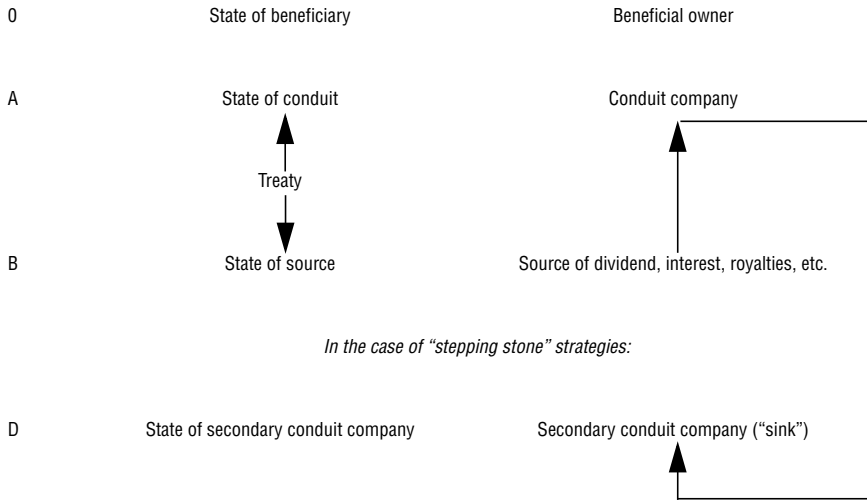 0 State of beneficiary Beneficial owner
A State of conduit Conduit company
Treaty
B State of source Source of dividend, interest, royalties, etc.
In the case of “stepping stone” strategies:
D State of secondary conduit company Secondary conduit company (“sink”)